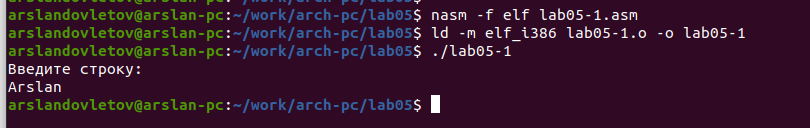 arslandovletov@arslan-pc:~/work/arch-pc/lab05$ nasm -f elf lab05-1.asm
arslandovletov@arslan-pc:~/work/arch-pc/lab05$ ld -m elf_i386 lab05-1.o -o lab05-1
arslandovletov@arslan-pc:~/work/arch-pc/lab05$ ./lab05-1
Введите строку:
Arslan
arslandovletov@arslan-pc:~/work/arch-pc/lab05$